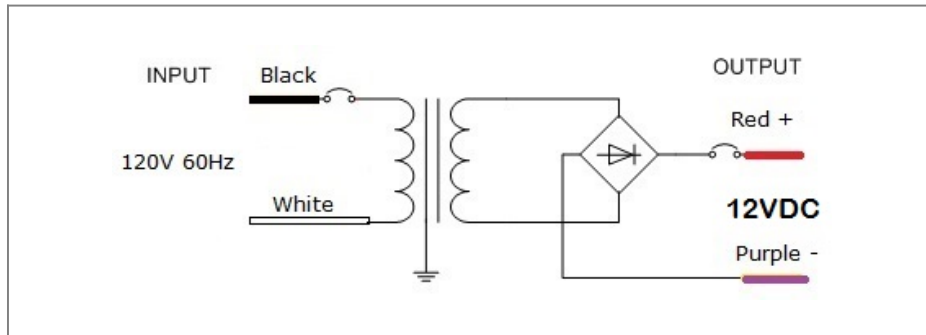 INPUT
Black
OUTPUT
Red +
120V 60Hz
White
12VDC
Purple -